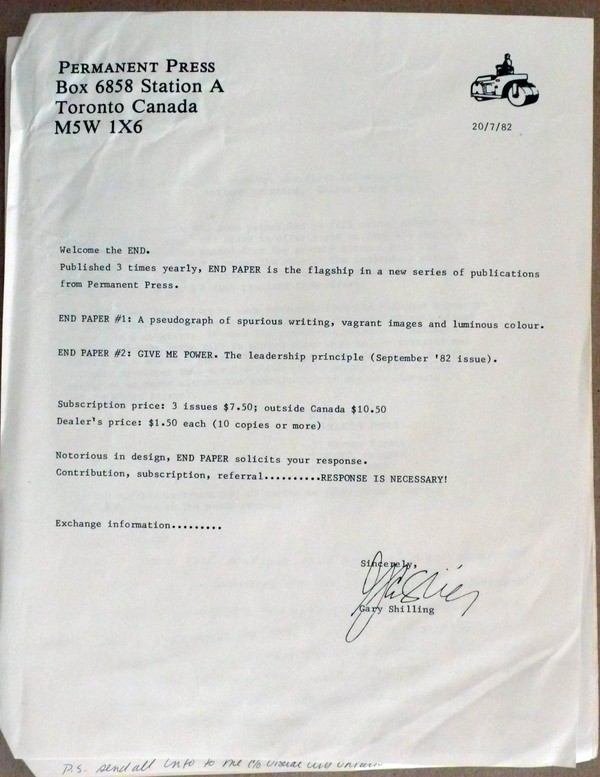 PERMANENT PRESS
Box 6858 Station A
Toronto Canada
M5W 1X6
20/7/82
Welcome the END.
Published 3 times yearly, END PAPER is the flagship in a new series of publications
from Permanent Press.
END PAPER #1: A pseudograph of spurious writing, vagrant images and luminous colour.
END PAPER #2: GIVE ME POWER. The leadership principle (September '82 issue).
Subscription price: 3 issues $7.50; outside Canada $10.50
Dealer's price: $1.50 each (10 copies or more)
Notorious in design, END PAPER solicits your response.
Contribution, subscription, referral..........RESPONSE IS NECESSARY!
Exchange information.........
Sincerely,
Gary Shilling
P.S. send all info to me c/o